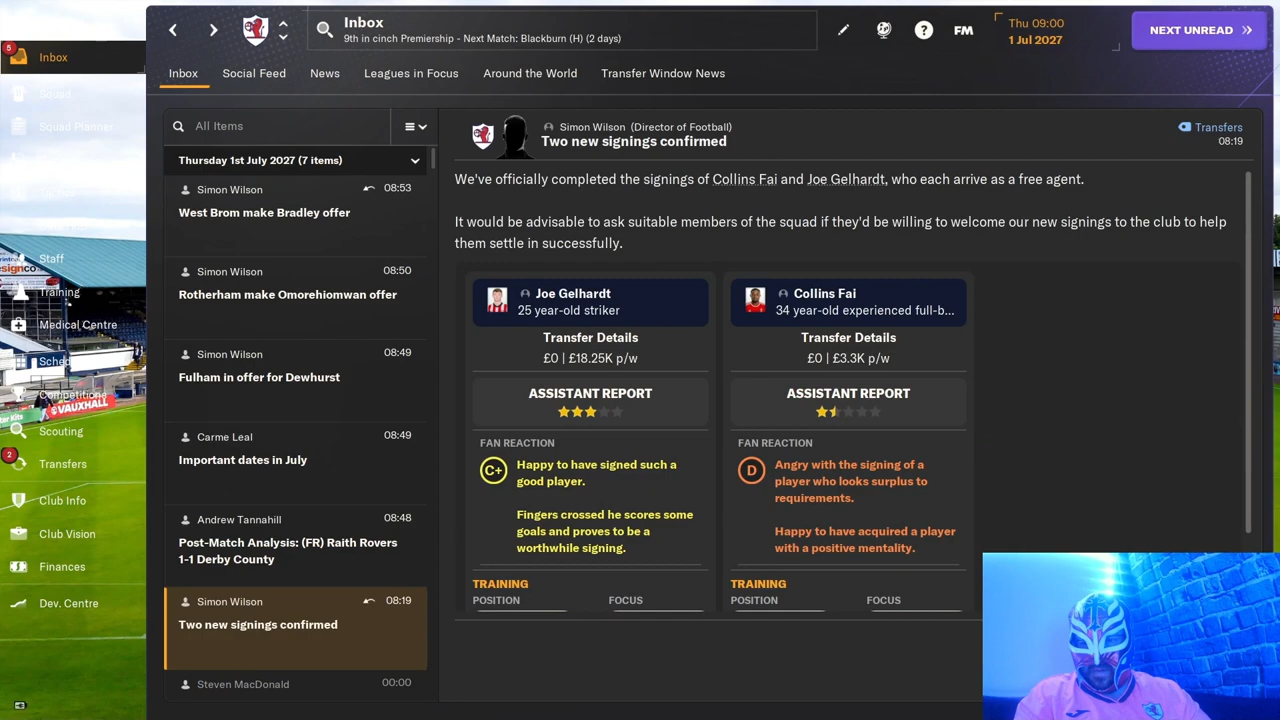 5
Inbox
Squad
Squad Planner
Staff
Training
Medical Centre
Competitions
Scouting
2
Transfers
Club Info
Club Vision
Finances
Dev. Centre
VAUXHALL
Inbox
9th in cinch Premiership - Next Match: Blackburn (H) (2 days)
?
FM
Thu 09:00
1 Jul 2027
NEXT UNREAD
Inbox
Social Feed
News
Leagues in Focus
Around the World
Transfer Window News
All Items
Thursday 1st July 2027 (7 items)
Simon Wilson
08:53
West Brom make Bradley offer
Simon Wilson
08:50
Rotherham make Omorehiomwan offer
Simon Wilson
08:49
Fulham in offer for Dewhurst
Carme Leal
08:49
Important dates in July
Andrew Tannahill
08:48
Post-Match Analysis: (FR) Raith Rovers
1-1 Derby County
Simon Wilson
08:19
Two new signings confirmed
Steven MacDonald
00:00
Simon Wilson (Director of Football)
Two new signings confirmed
Transfers
08:19
We've officially completed the signings of Collins Fai and Joe Gelhardt, who each arrive as a free agent.
It would be advisable to ask suitable members of the squad if they'd be willing to welcome our new signings to the club to help
them settle in successfully.
Joe Gelhardt
25 year-old striker
Transfer Details
£0 | £18.25K p/w
ASSISTANT REPORT
FAN REACTION
C+
Happy to have signed such a
good player.
Fingers crossed he scores some
goals and proves to be a
worthwhile signing.
TRAINING
POSITION
FOCUS
Collins Fai
34 year-old experienced full-b...
Transfer Details
£0 | £3.3K p/w
ASSISTANT REPORT
FAN REACTION
D
Angry with the signing of a
player who looks surplus to
requirements.
Happy to have acquired a player
with a positive mentality.
TRAINING
POSITION
FOCUS